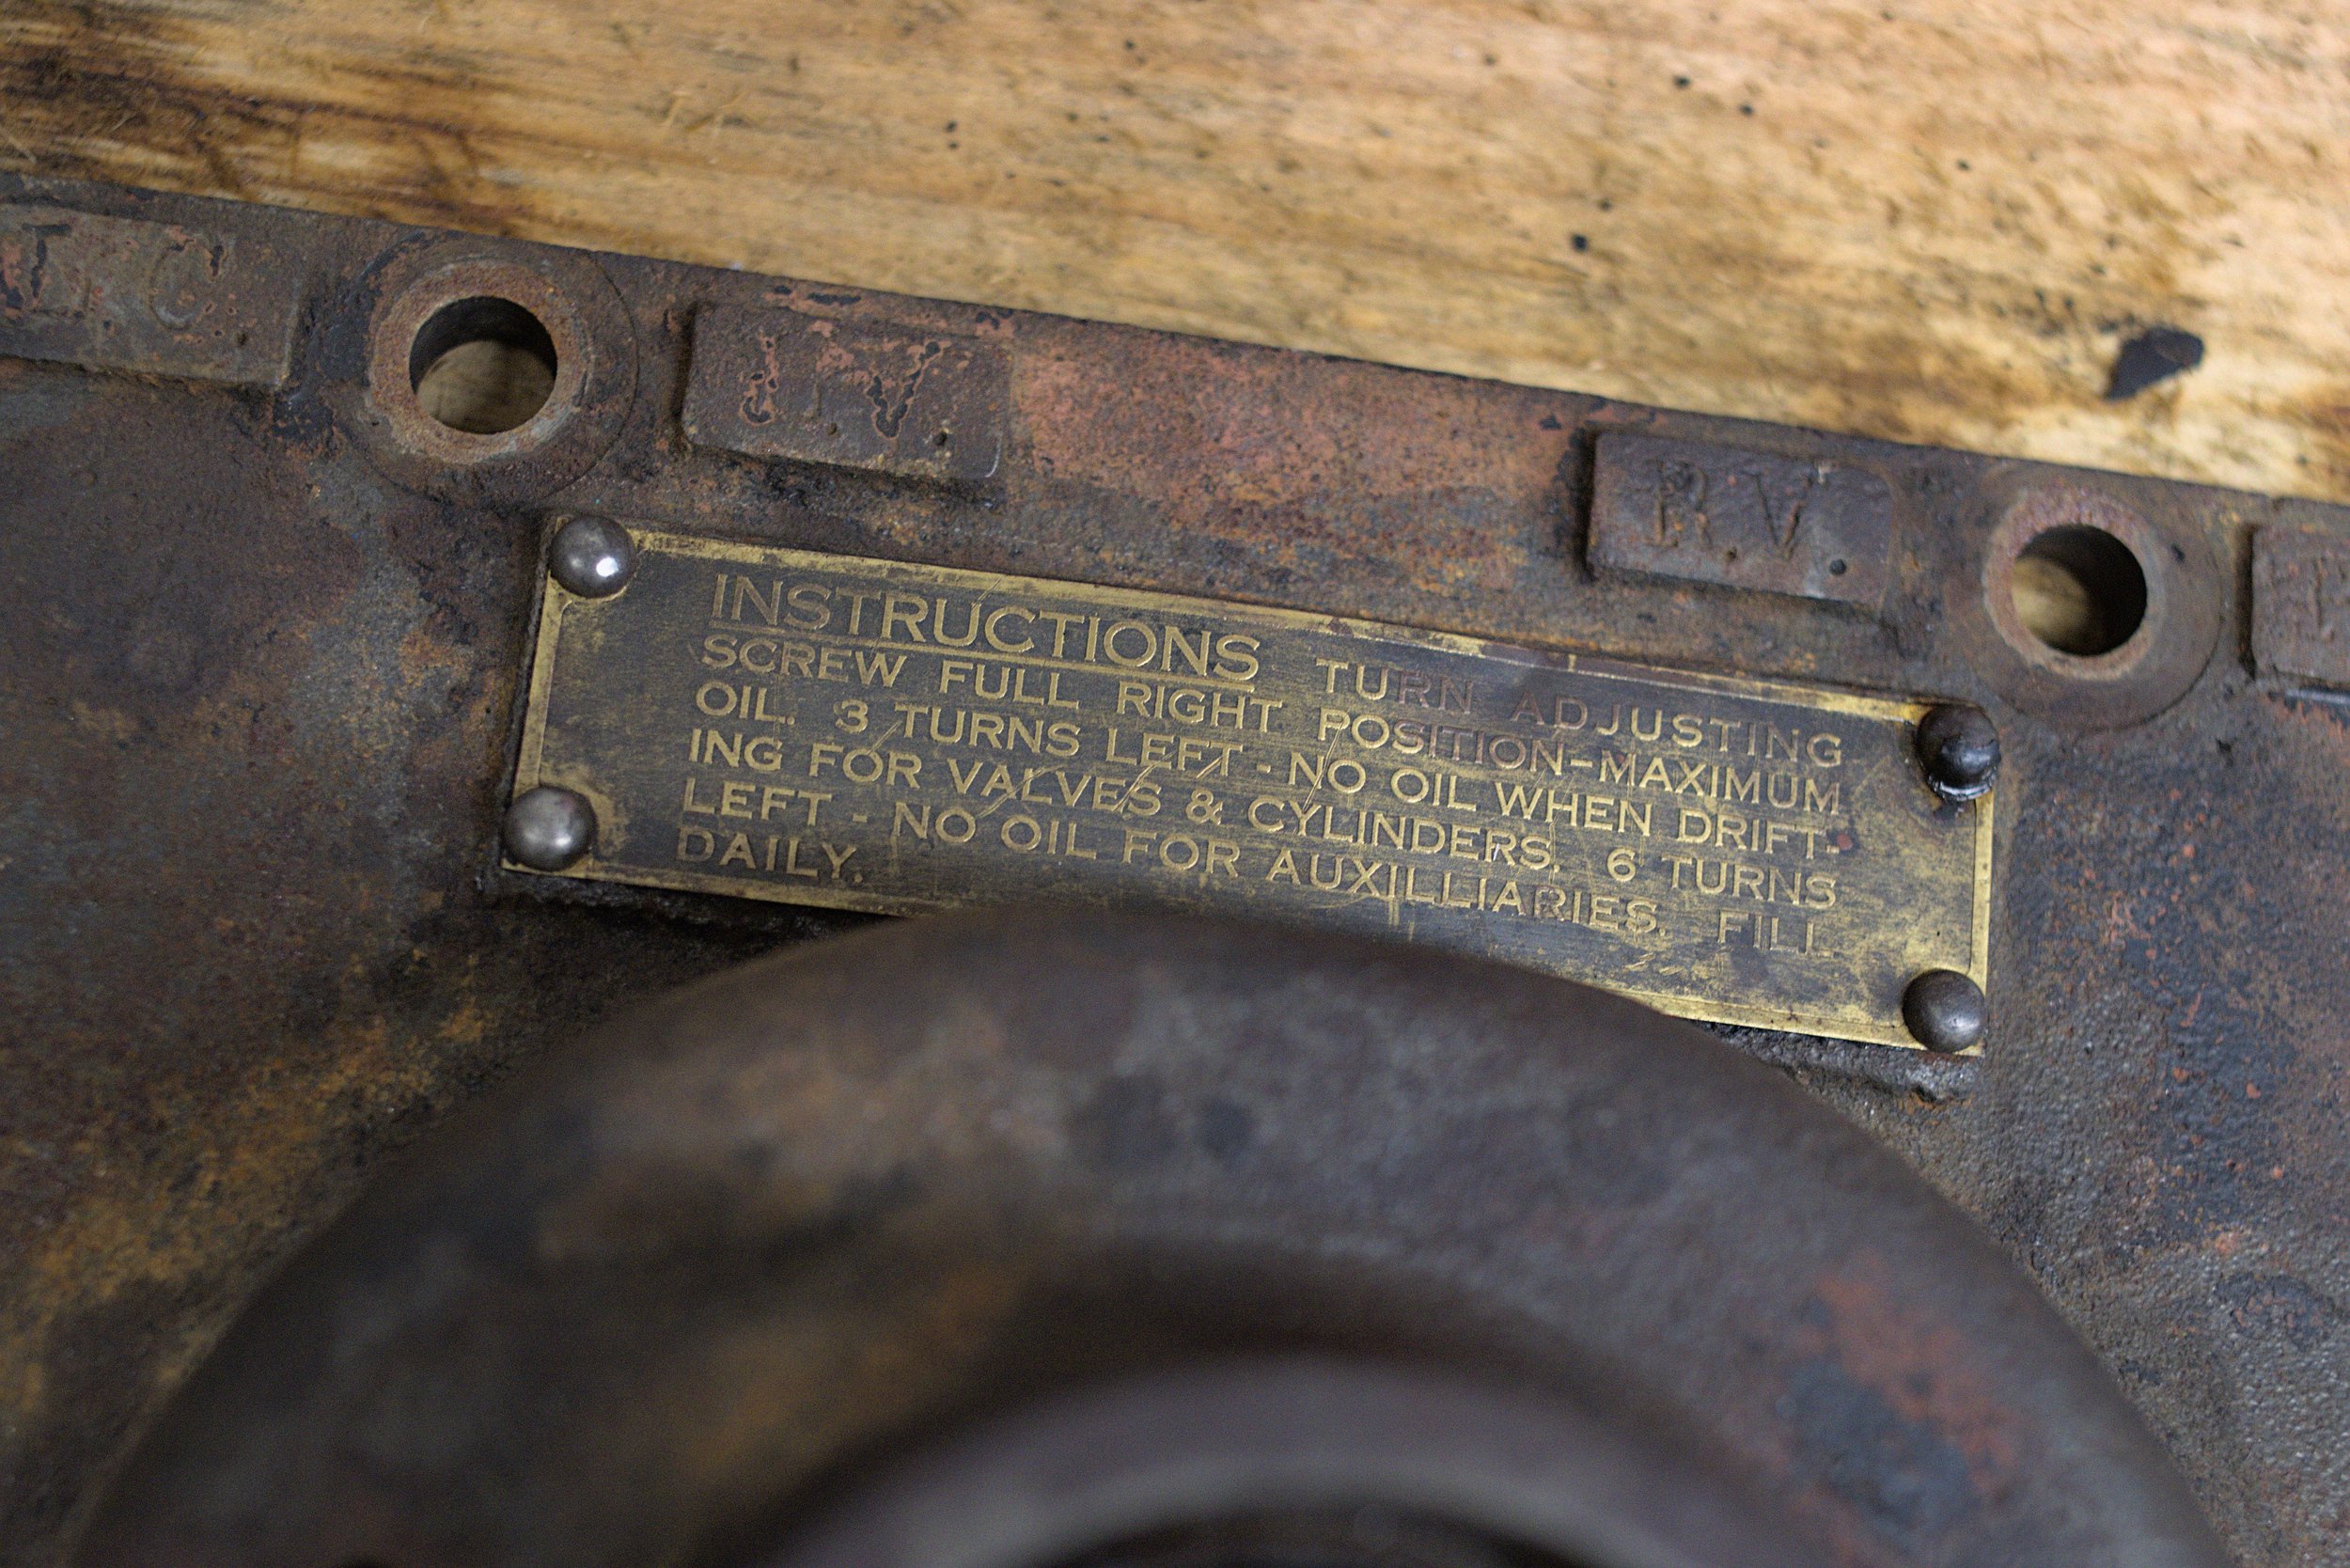 L.V.
R.V.
INSTRUCTIONS TURN ADJUSTING
SCREW FULL RIGHT POSITION-MAXIMUM
OIL. 3 TURNS LEFT - NO OIL WHEN DRIFT-
ING FOR VALVES & CYLINDERS. 6 TURNS
LEFT - NO OIL FOR AUXILLIARIES. FILL
DAILY.